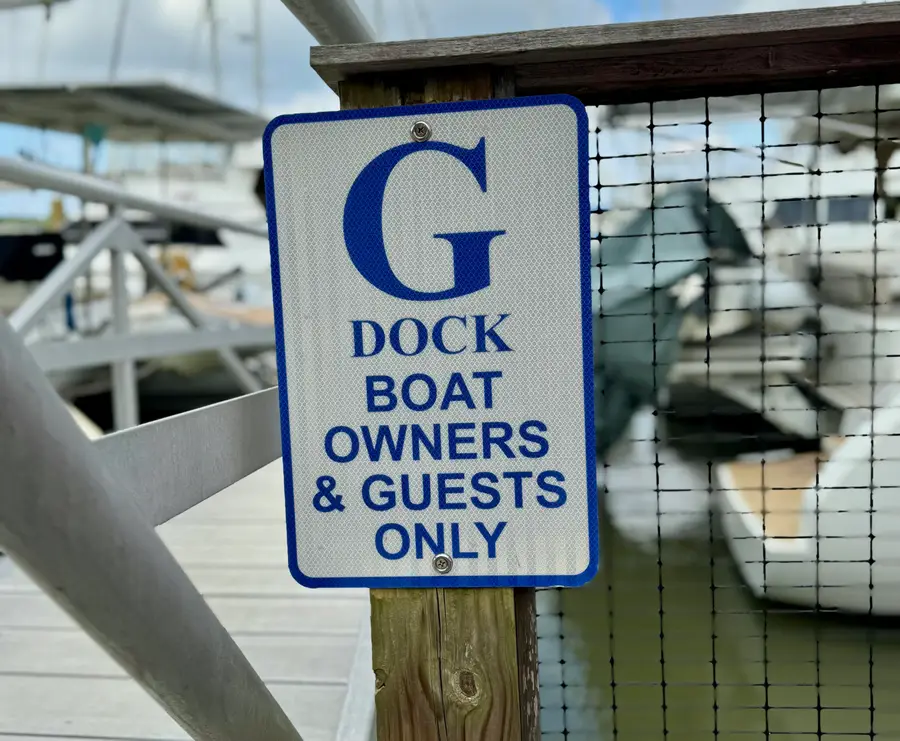 G
DOCK
BOAT
OWNERS
& GUESTS
ONLY